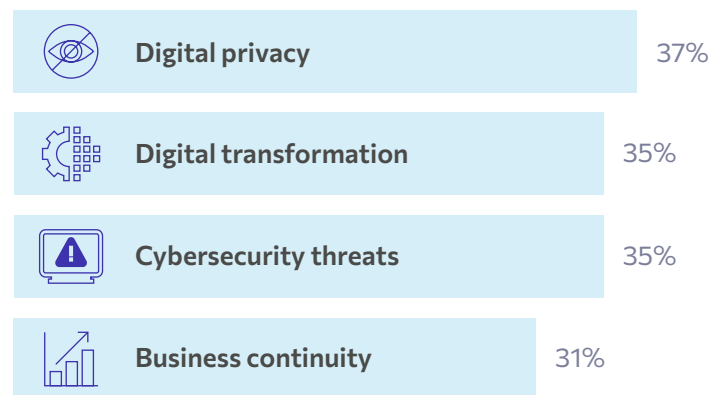 Digital privacy 37%
Digital transformation 35%
Cybersecurity threats 35%
Business continuity 31%